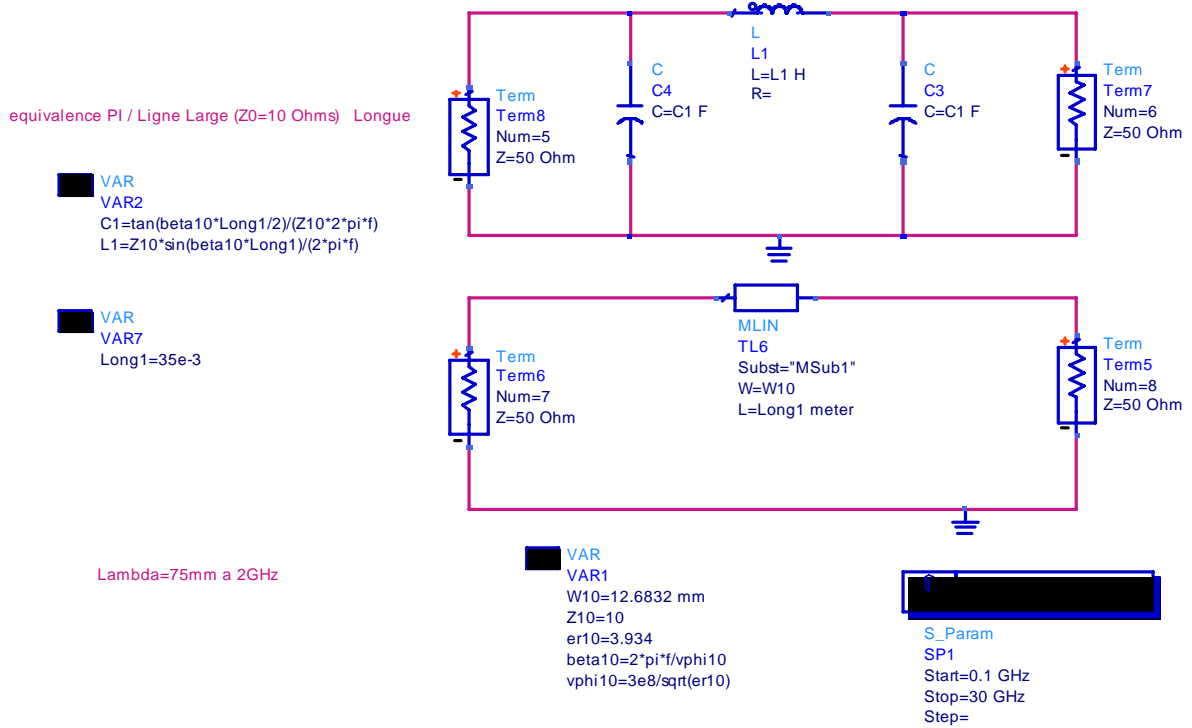 L
L1
L=L1 H
R=
C
C4
C=C1 F
C
C3
C=C1 F
Term
Term8
Num=5
Z=50 Ohm
Term
Term7
Num=6
Z=50 Ohm
equivalence PI / Ligne Large (Z0=10 Ohms) Longue
VAR
VAR2
C1=tan(beta10*Long1/2)/(Z10*2*pi*f)
L1=Z10*sin(beta10*Long1)/(2*pi*f)
VAR
VAR7
Long1=35e-3
MLIN
TL6
Subst="MSub1"
W=W10
L=Long1 meter
Term
Term6
Num=7
Z=50 Ohm
Term
Term5
Num=8
Z=50 Ohm
Lambda=75mm a 2GHz
VAR
VAR1
W10=12.6832 mm
Z10=10
er10=3.934
beta10=2*pi*f/vphi10
vphi10=3e8/sqrt(er10)
S_Param
SP1
Start=0.1 GHz
Stop=30 GHz
Step=